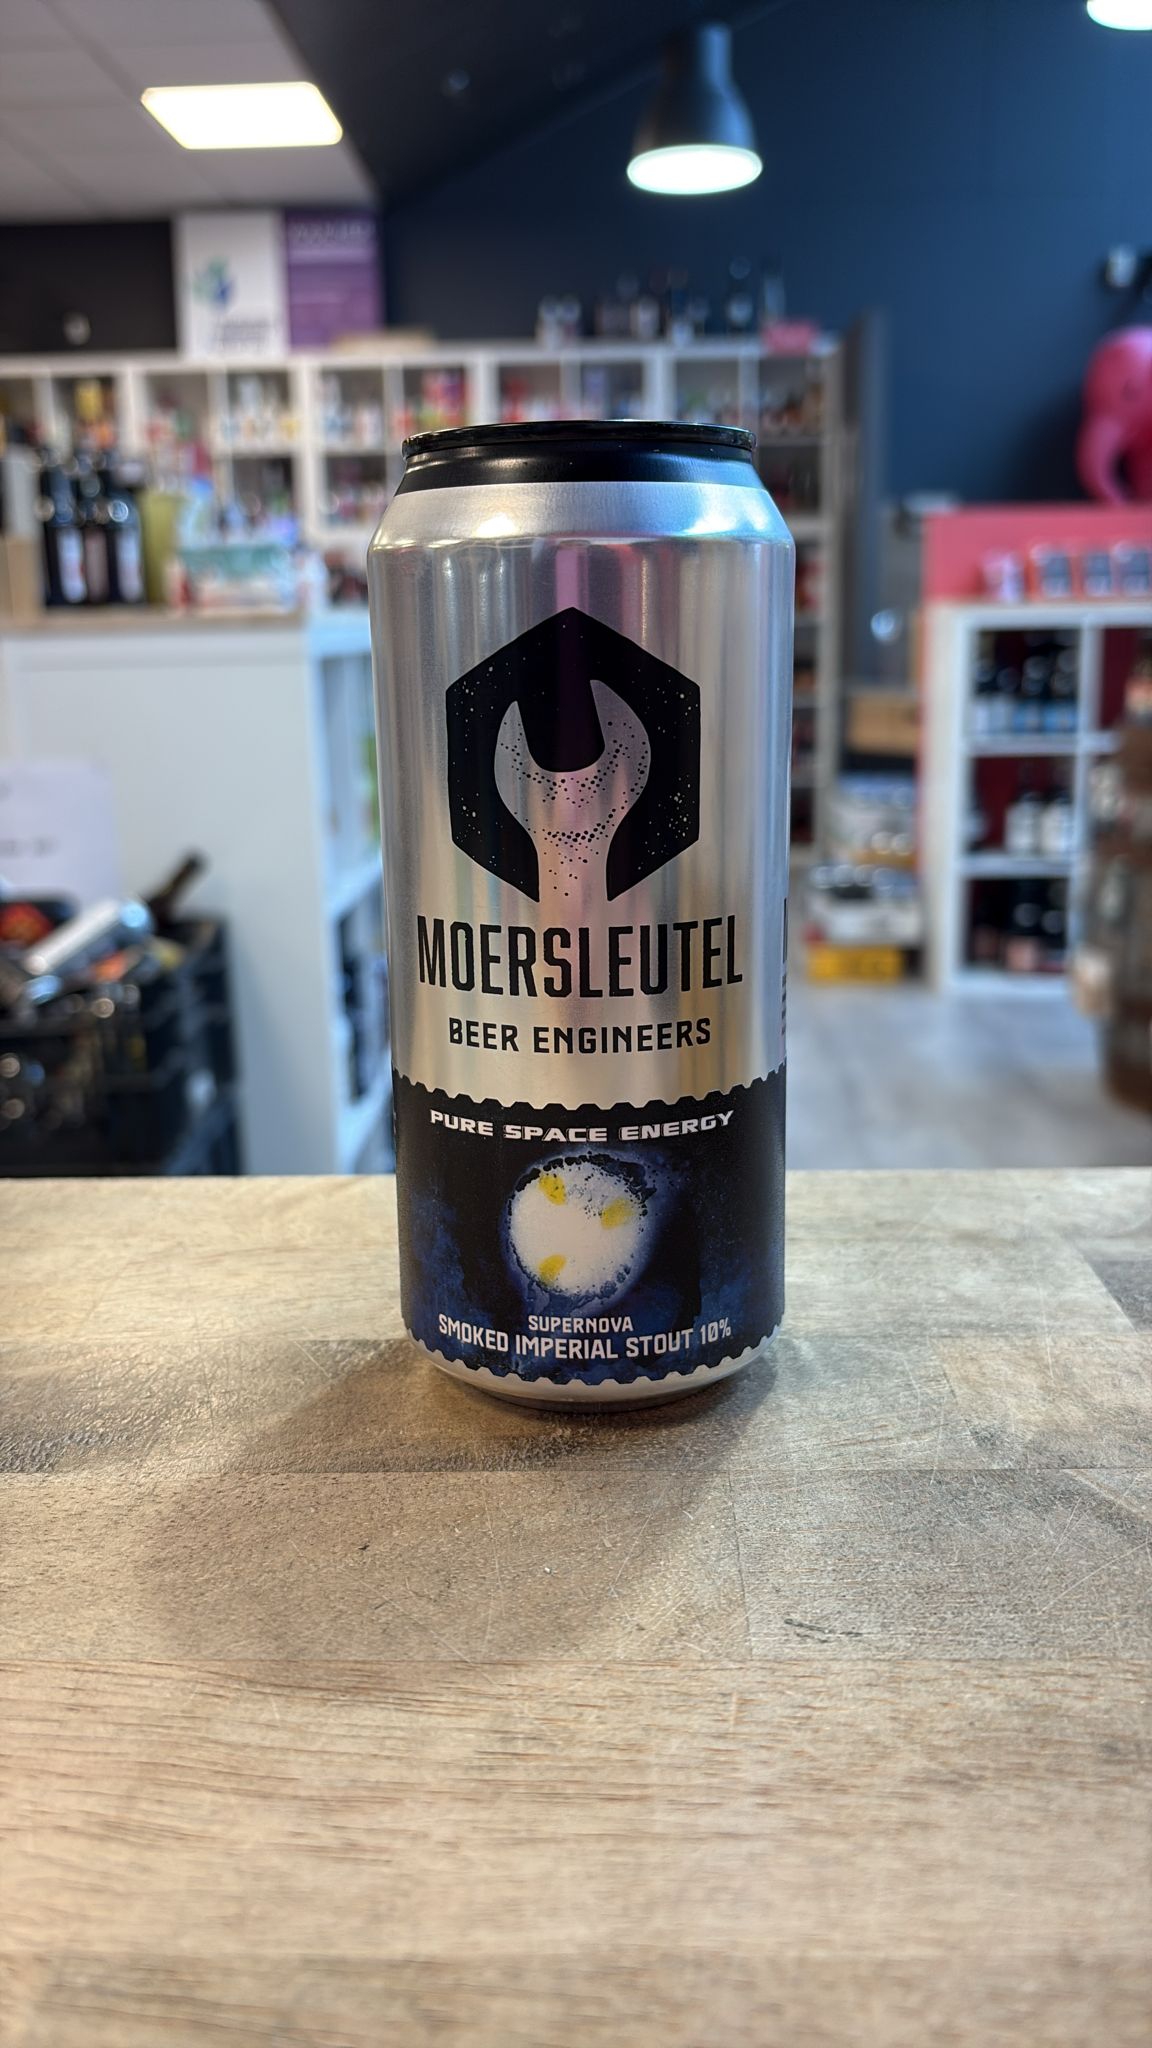 MOERSLEUTEL
BEER ENGINEERS
PURE SPACE ENERGY
SUPERNOVA
SMOKED IMPERIAL STOUT 10%